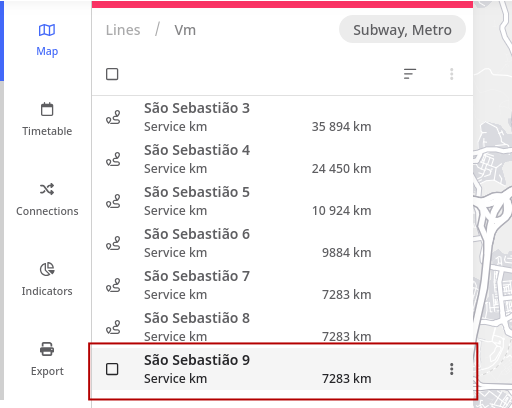 Map
Timetable
Connections
Indicators
Export
Lines / Vm
Subway, Metro
São Sebastião 3
Service km 35 894 km
São Sebastião 4
Service km 24 450 km
São Sebastião 5
Service km 10 924 km
São Sebastião 6
Service km 9884 km
São Sebastião 7
Service km 7283 km
São Sebastião 8
Service km 7283 km
São Sebastião 9
Service km 7283 km